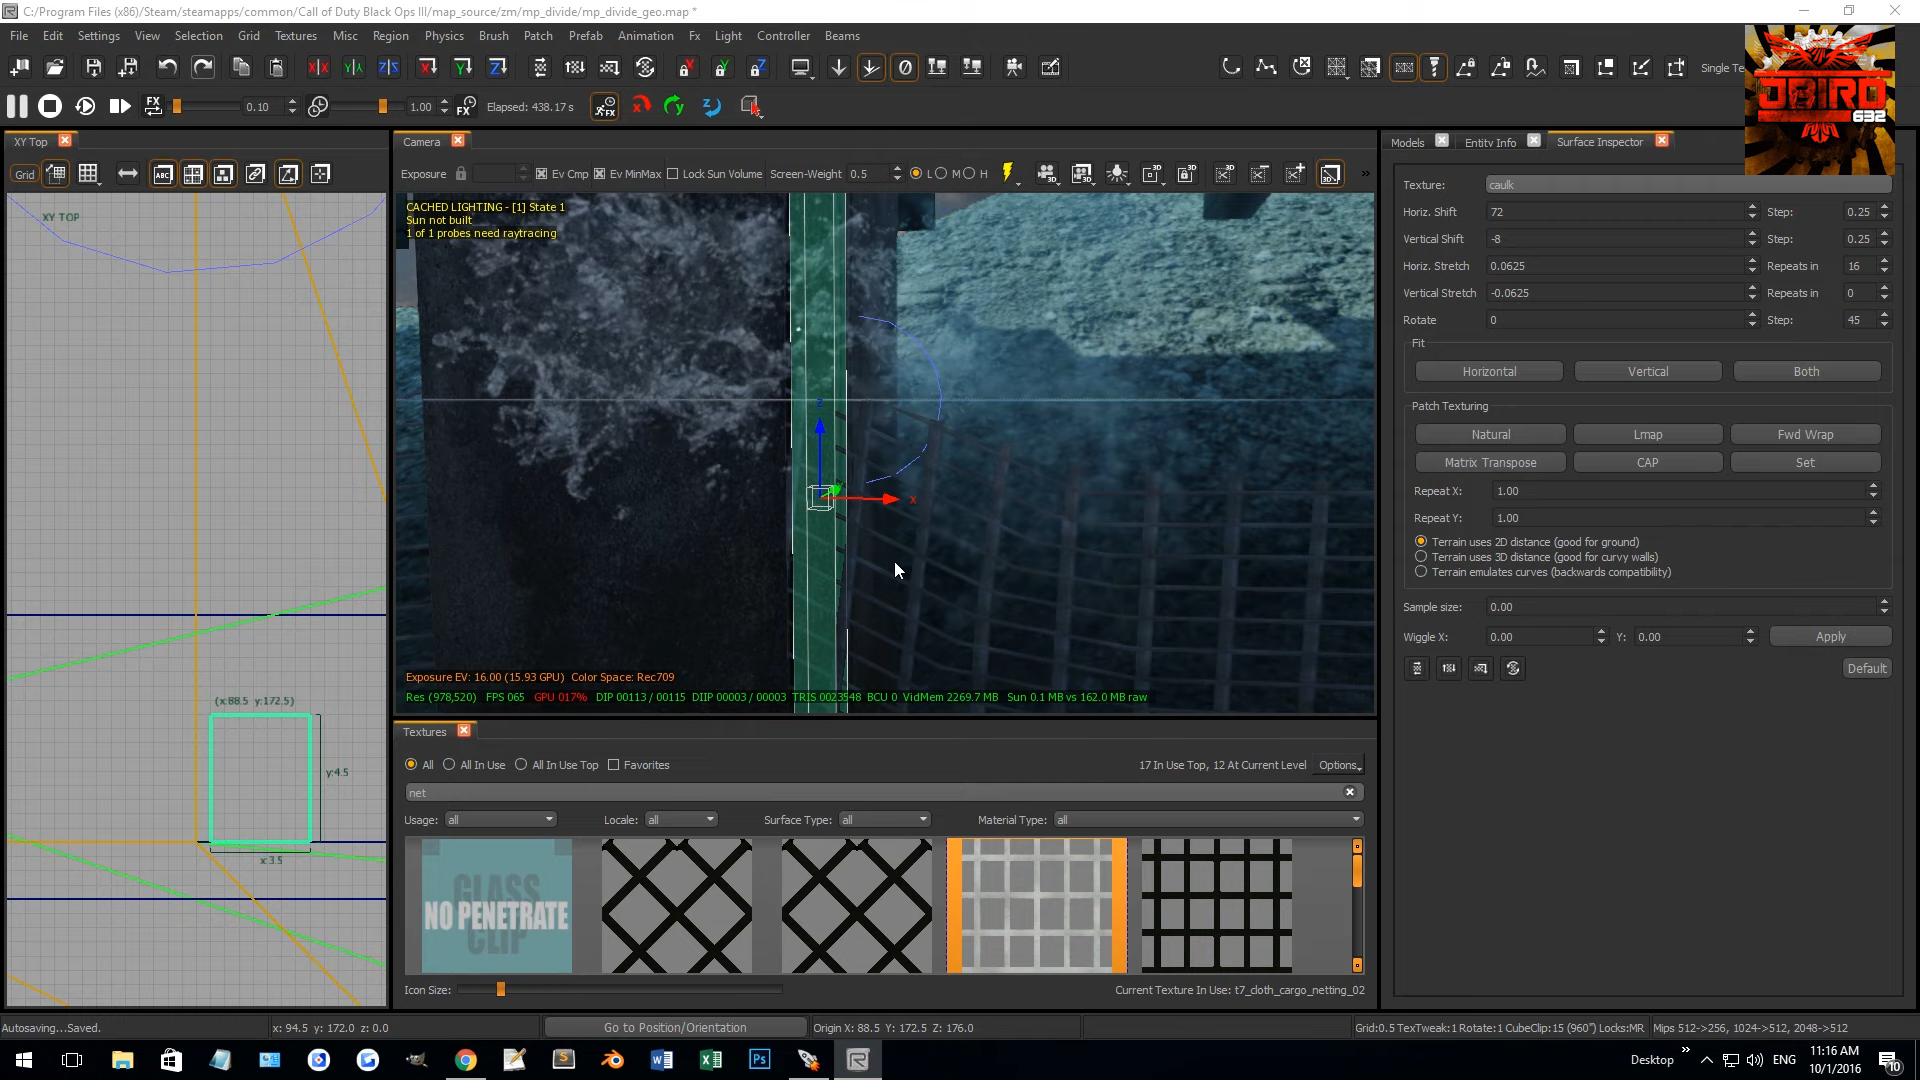 C:/Program Files (x86)/Steam/steamapps/common/Call of Duty Black Ops III/map_source/zm/mp_divide/mp_divide_geo.map *
File Edit Settings View Selection Grid Textures Misc Region Physics Brush Patch Prefab Animation Fx Light Controller Beams
Single Te
JBIRD
632
FX 0.10 1.00 FX Elapsed: 438.17 s
XY Top Camera Models Entity Info Surface Inspector
Grid ABC Exposure Ev Cmp Ev MinMax Lock Sun Volume Screen-Weight 0.5 L M H
XY TOP
CACHED LIGHTING - [1] State 1
Sun not built
1 of 1 probes need raytracing
z
x
(x:88.5 y:172.5)
y:4.5
x:3.5
Exposure EV: 16.00 (15.93 GPU) Color Space: Rec709
Res (978,520) FPS 065 GPU 017% DIP 00113 / 00115 DIIP 00003 / 00003 TRIS 0023548 BCU 0 VidMem 2269.7 MB Sun 0.1 MB vs 162.0 MB raw
Texture: caulk
Horiz. Shift 72 Step: 0.25
Vertical Shift -8 Step: 0.25
Horiz. Stretch 0.0625 Repeats in 16
Vertical Stretch -0.0625 Repeats in 0
Rotate 0 Step: 45
Fit
Horizontal Vertical Both
Patch Texturing
Natural Lmap Fwd Wrap
Matrix Transpose CAP Set
Repeat X: 1.00
Repeat Y: 1.00
Terrain uses 2D distance (good for ground)
Terrain uses 3D distance (good for curvy walls)
Terrain emulates curves (backwards compatibility)
Sample size: 0.00
Wiggle X: 0.00 Y: 0.00 Apply
Default
Textures
All All In Use All In Use Top Favorites 17 In Use Top, 12 At Current Level Options
net
Usage: all Locale: all Surface Type: all Material Type: all
GLASS
NO PENETRATE
CLIP
Icon Size: Current Texture In Use: t7_cloth_cargo_netting_02
Autosaving...Saved. x: 94.5 y: 172.0 z: 0.0 Go to Position/Orientation Origin X: 88.5 Y: 172.5 Z: 176.0 Grid:0.5 TexTweak:1 Rotate:1 CubeClip:15 (960") Locks:MR Mips 512->256, 1024->512, 2048->512
Desktop ENG 11:16 AM
10/1/2016
10